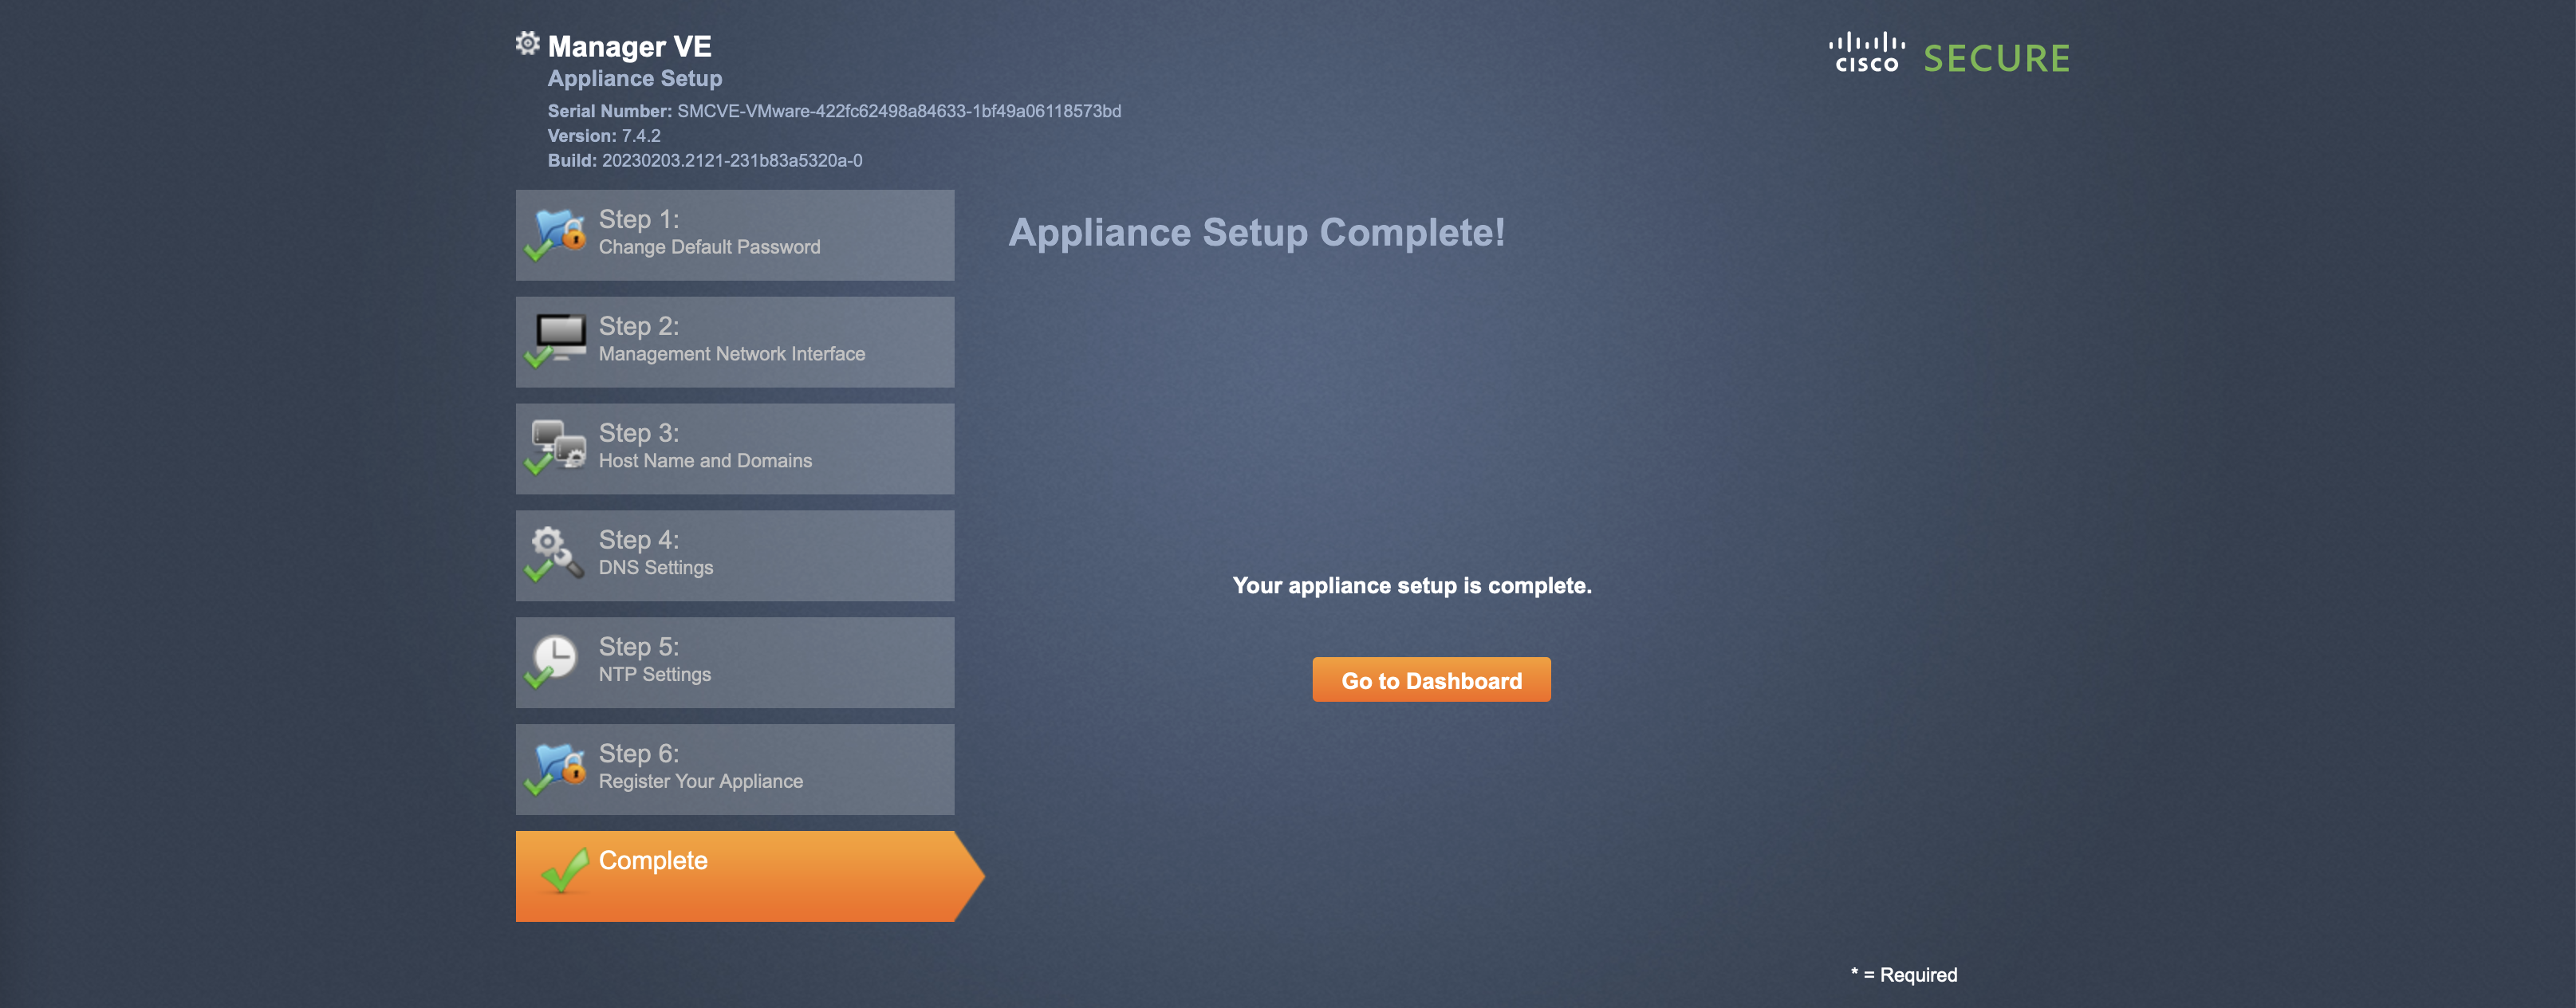 Manager VE
Appliance Setup
Serial Number: SMCVE-VMware-422fc62498a84633-1bf49a06118573bd
Version: 7.4.2
Build: 20230203.2121-231b83a5320a-0
CISCO SECURE
Step 1:
Change Default Password
Step 2:
Management Network Interface
Step 3:
Host Name and Domains
Step 4:
DNS Settings
Step 5:
NTP Settings
Step 6:
Register Your Appliance
Complete
Appliance Setup Complete!
Your appliance setup is complete.
Go to Dashboard
* = Required